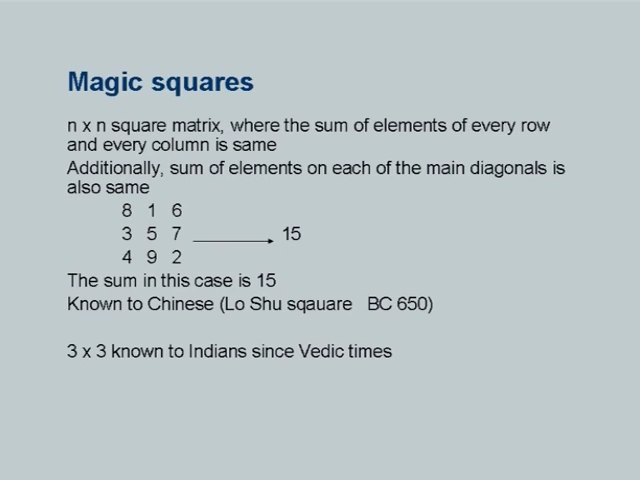 Magic squares
n x n square matrix, where the sum of elements of every row
and every column is same
Additionally, sum of elements on each of the main diagonals is
also same
8 1 6
3 5 7 15
4 9 2
The sum in this case is 15
Known to Chinese (Lo Shu sqauare BC 650)
3 x 3 known to Indians since Vedic times